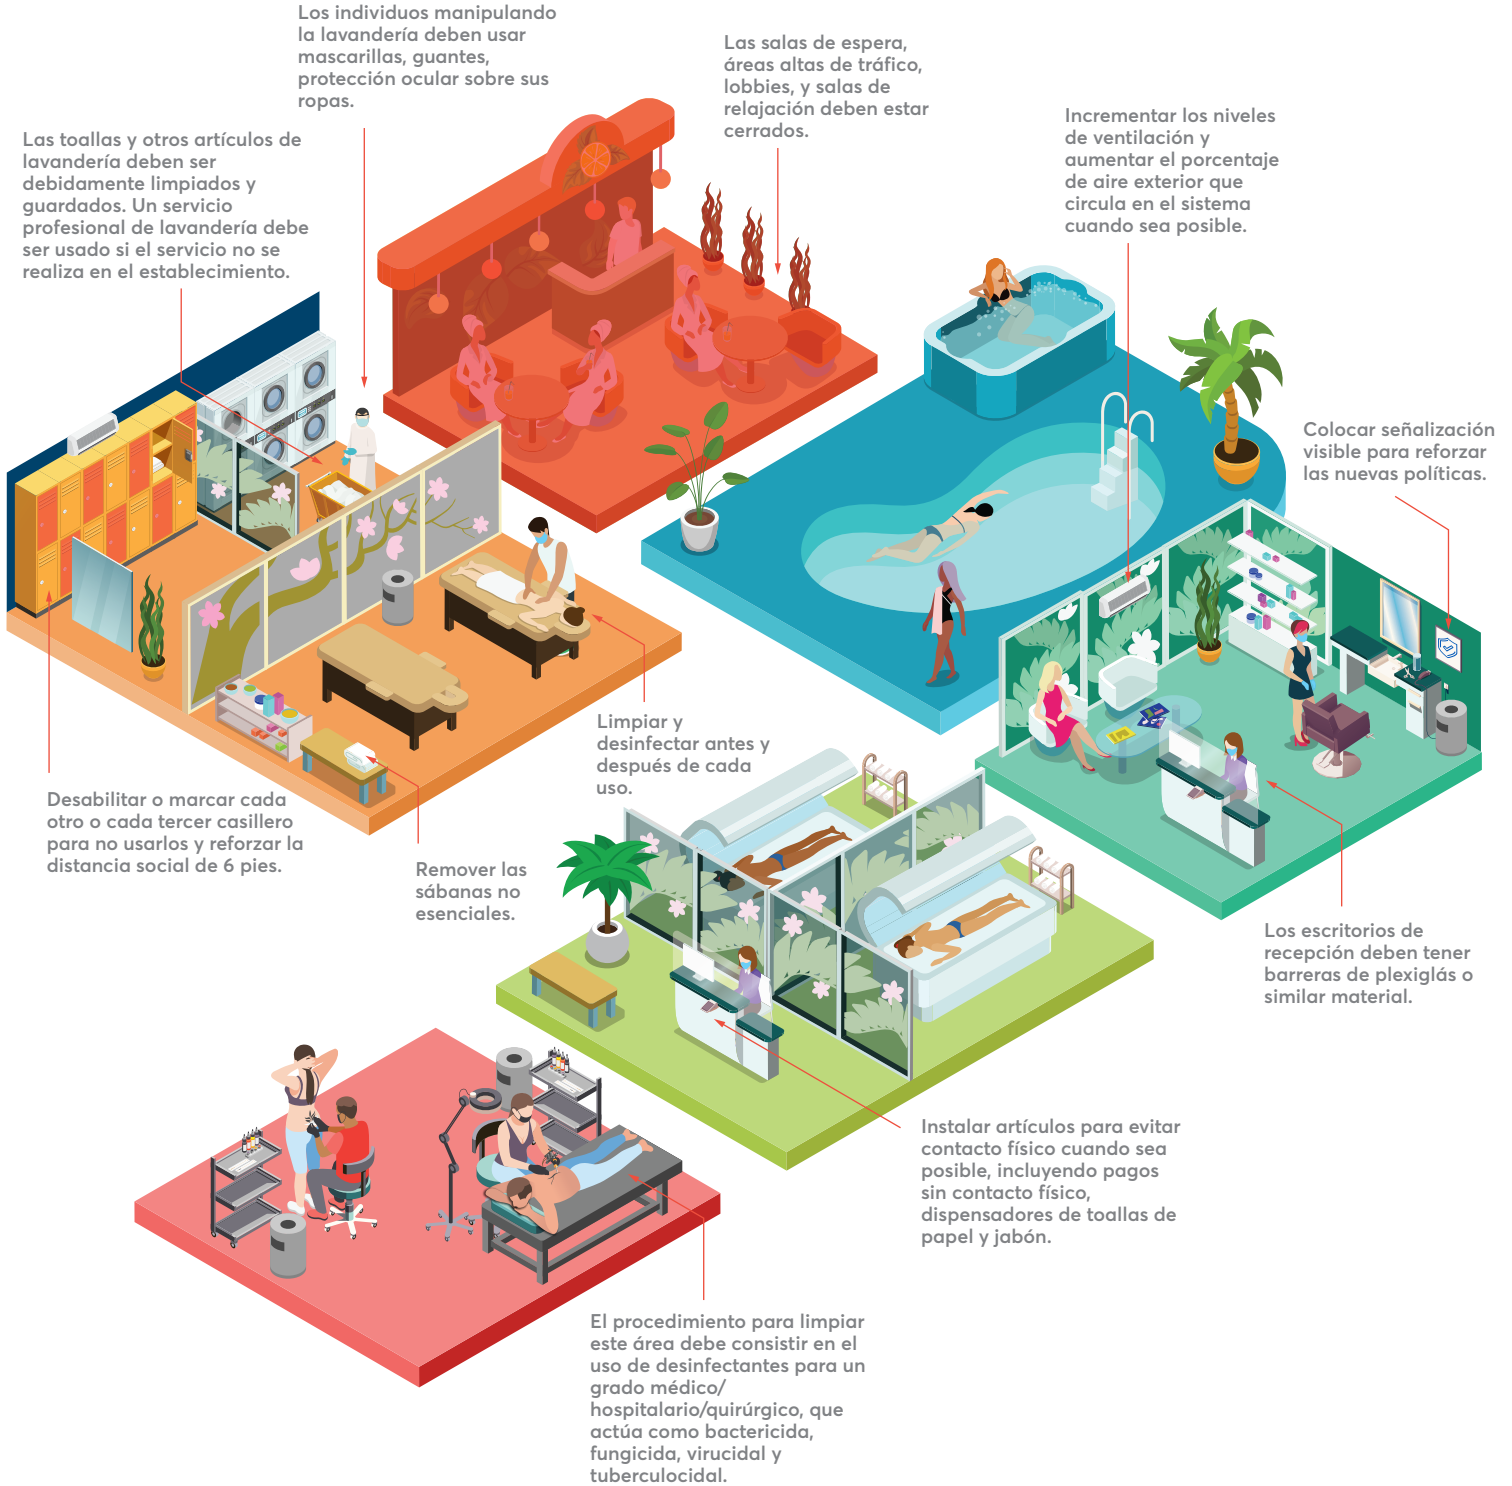 Los individuos manipulando
la lavandería deben usar
mascarillas, guantes,
protección ocular sobre sus
ropas.
Las salas de espera,
áreas altas de tráfico,
lobbies, y salas de
relajación deben estar
cerrados.
Incrementar los niveles
de ventilación y
aumentar el porcentaje
de aire exterior que
circula en el sistema
cuando sea posible.
Las toallas y otros artículos de
lavandería deben ser
debidamente limpiados y
guardados. Un servicio
profesional de lavandería debe
ser usado si el servicio no se
realiza en el establecimiento.
Colocar señalización
visible para reforzar
las nuevas políticas.
Limpiar y
desinfectar antes y
después de cada
uso.
Desabilitar o marcar cada
otro o cada tercer casillero
para no usarlos y reforzar la
distancia social de 6 pies.
Remover las
sábanas no
esenciales.
Los escritorios de
recepción deben tener
barreras de plexiglás o
similar material.
Instalar artículos para evitar
contacto físico cuando sea
posible, incluyendo pagos
sin contacto físico,
dispensadores de toallas de
papel y jabón.
El procedimiento para limpiar
este área debe consistir en el
uso de desinfectantes para un
grado médico/
hospitalario/quirúrgico, que
actúa como bactericida,
fungicida, virucidal y
tuberculocidal.